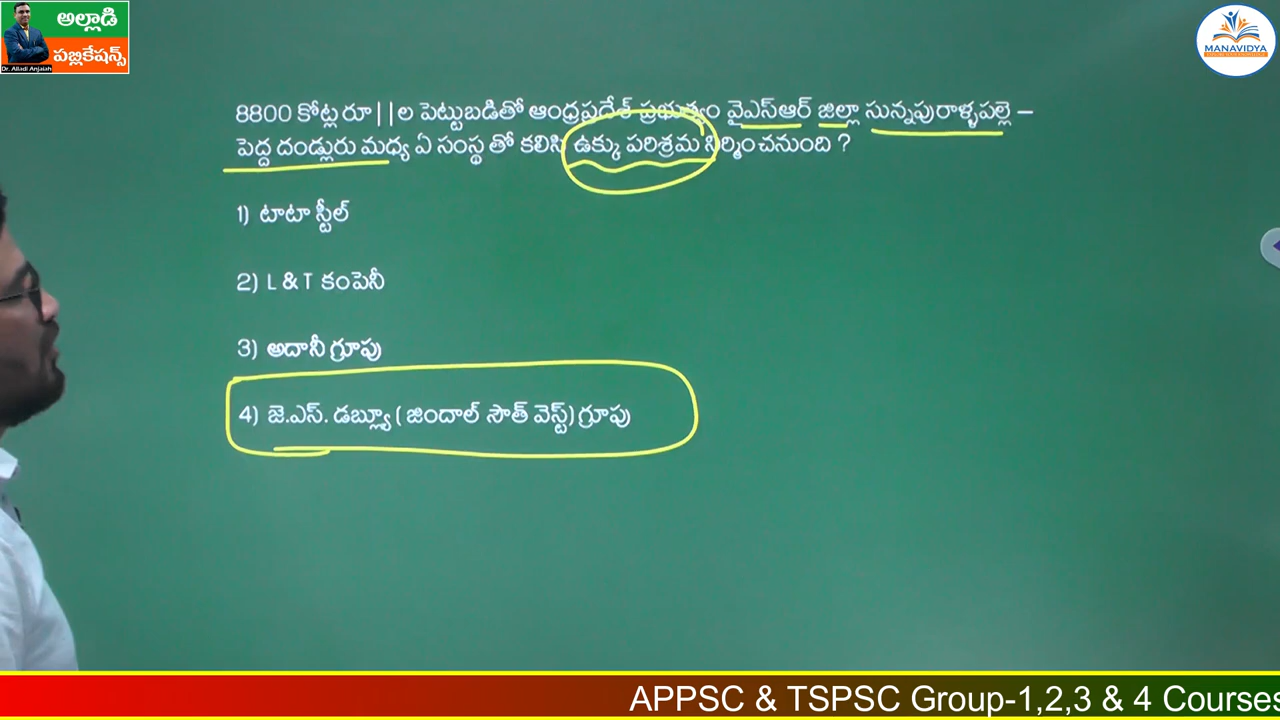 అల్లాడి
పబ్లికేషన్స్
Dr. Alladi Anjaiah
MANAVIDYA
8800 కోట్ల రూ||ల పెట్టుబడితో ఆంధ్రప్రదేశ్ ప్రభుత్వం వైఎస్ఆర్ జిల్లా సున్నపురాళ్ళపల్లె –
పెద్ద దండ్లురు మధ్య ఏ సంస్థ తో కలిసి ఉక్కు పరిశ్రమ నిర్మించనుంది ?
1) టాటా స్టీల్
2) L & T కంపెనీ
3) అదానీ గ్రూపు
4) జె.ఎస్. డబ్ల్యూ ( జిందాల్ సౌత్ వెస్ట్) గ్రూపు
APPSC & TSPSC Group-1,2,3 & 4 Courses